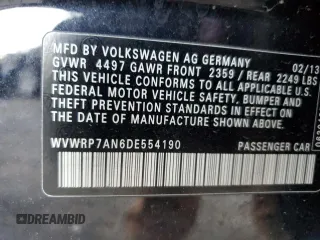 MFD. BY VOLKSWAGEN AG GERMANY 02/13
GVWR 4497 GAWR FRONT 2359 / REAR 2249 LBS
THIS VEHICLE CONFORMS TO ALL APPLICABLE U.S.
FEDERAL MOTOR VEHICLE SAFETY, BUMPER AND
THEFT PREVENTION STANDARDS IN EFFECT ON
THE DATE OF MANUFACTURE SHOWN ABOVE.
WVWRP7AN6DE554190 PASSENGER CAR
DREAMBID